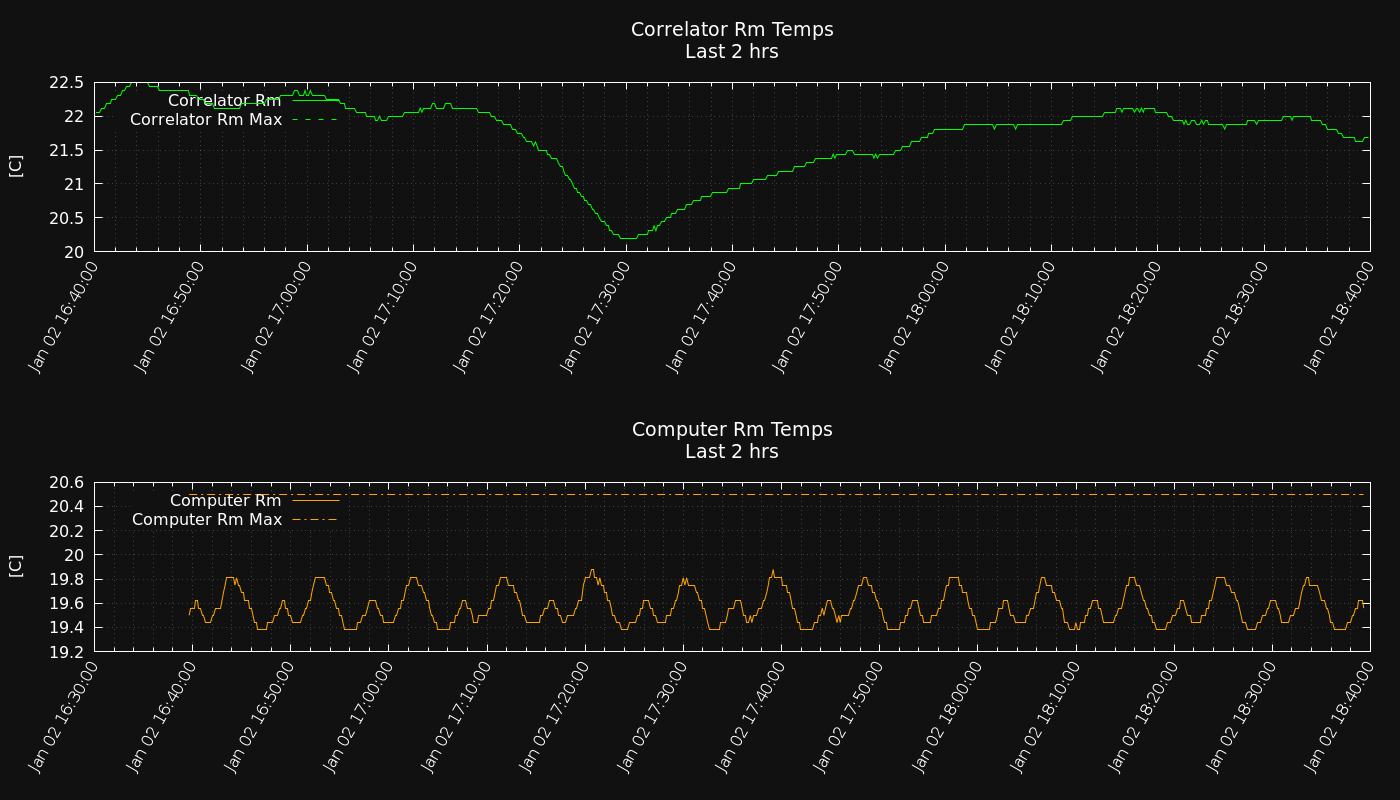 Correlator Rm Temps
Last 2 hrs
22.5
22
21.5
21
20.5
20
[C]
Correlator Rm
Correlator Rm Max
Jan 02 16:40:00
Jan 02 16:50:00
Jan 02 17:00:00
Jan 02 17:10:00
Jan 02 17:20:00
Jan 02 17:30:00
Jan 02 17:40:00
Jan 02 17:50:00
Jan 02 18:00:00
Jan 02 18:10:00
Jan 02 18:20:00
Jan 02 18:30:00
Jan 02 18:40:00
Computer Rm Temps
Last 2 hrs
20.6
20.4
20.2
20
19.8
19.6
19.4
19.2
[C]
Computer Rm
Computer Rm Max
Jan 02 16:30:00
Jan 02 16:40:00
Jan 02 16:50:00
Jan 02 17:00:00
Jan 02 17:10:00
Jan 02 17:20:00
Jan 02 17:30:00
Jan 02 17:40:00
Jan 02 17:50:00
Jan 02 18:00:00
Jan 02 18:10:00
Jan 02 18:20:00
Jan 02 18:30:00
Jan 02 18:40:00